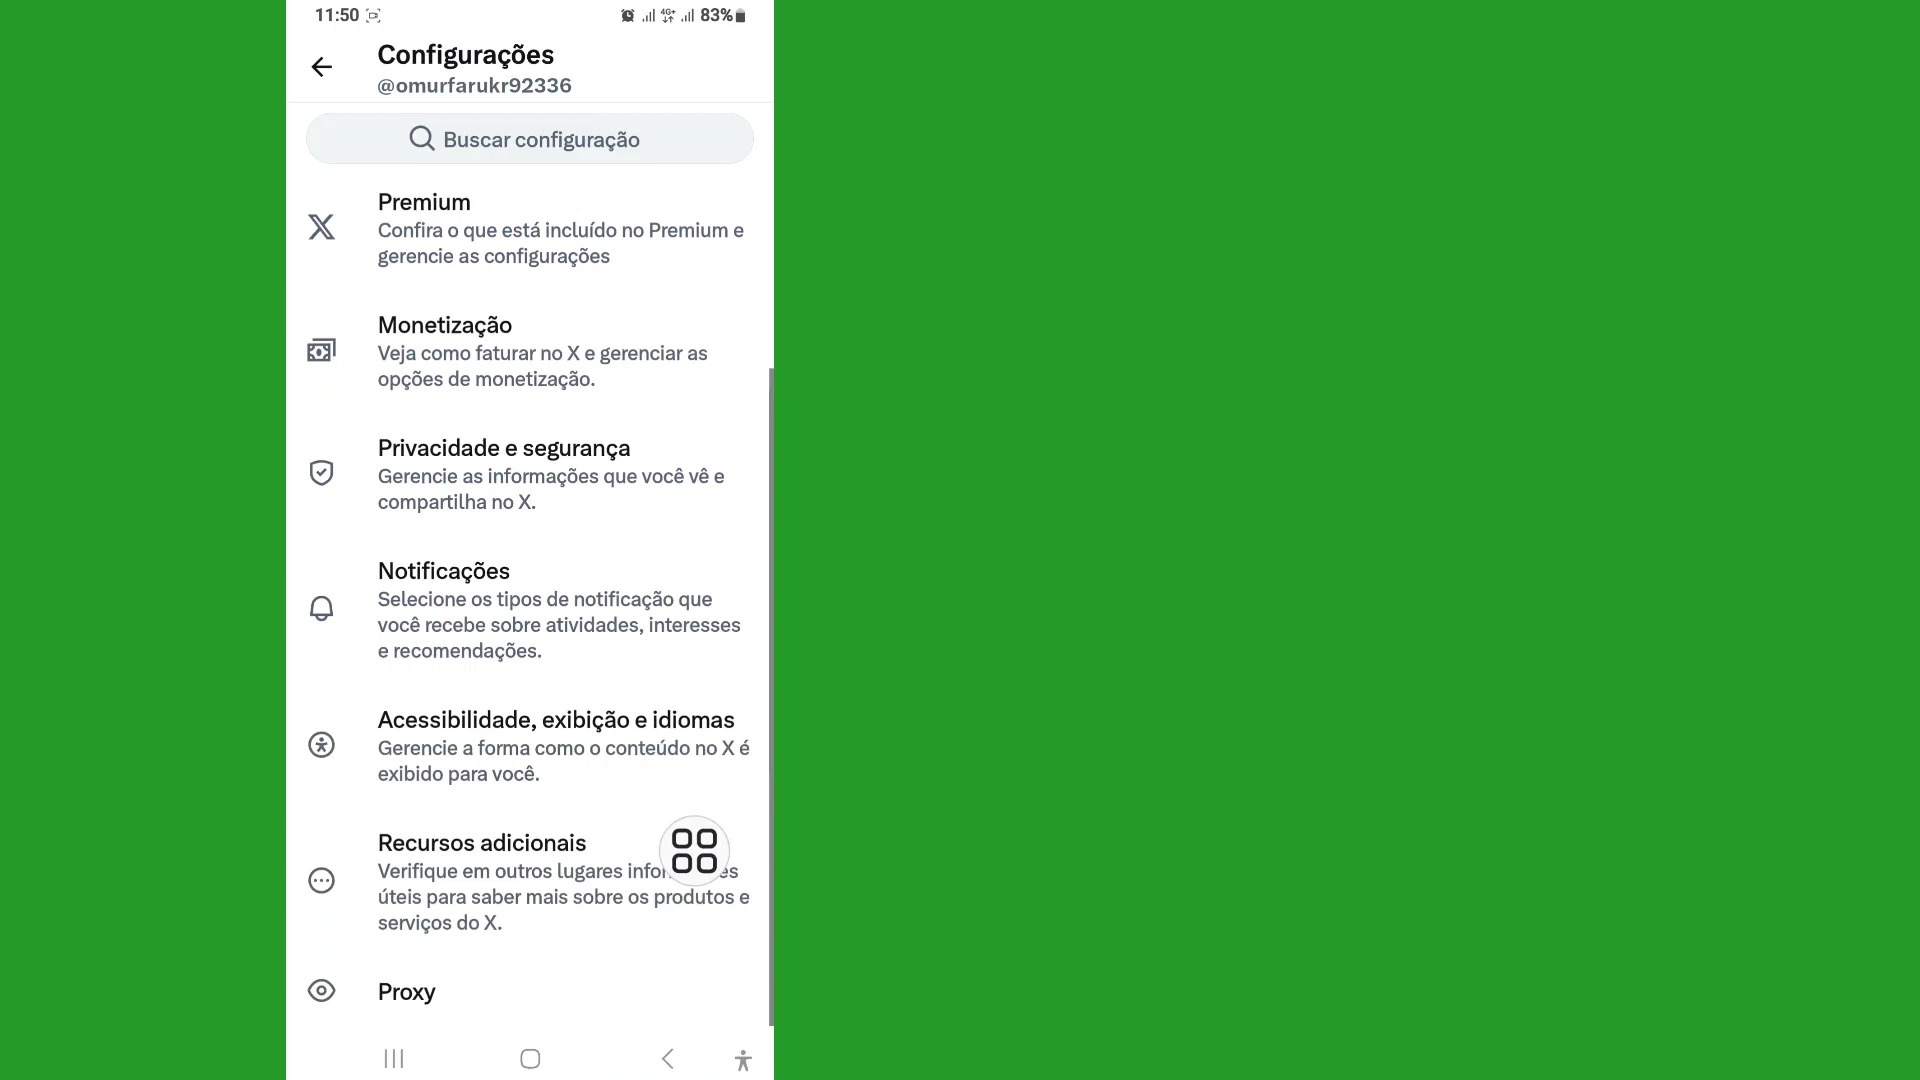 11:50 4G+ 83%
Configurações
@omurfarukr92336
Buscar configuração
Premium
Confira o que está incluído no Premium e
gerencie as configurações
Monetização
Veja como faturar no X e gerenciar as
opções de monetização.
Privacidade e segurança
Gerencie as informações que você vê e
compartilha no X.
Notificações
Selecione os tipos de notificação que
você recebe sobre atividades, interesses
e recomendações.
Acessibilidade, exibição e idiomas
Gerencie a forma como o conteúdo no X é
exibido para você.
Recursos adicionais
Verifique em outros lugares
úteis para saber mais sobre os produtos e
serviços do X.
Proxy